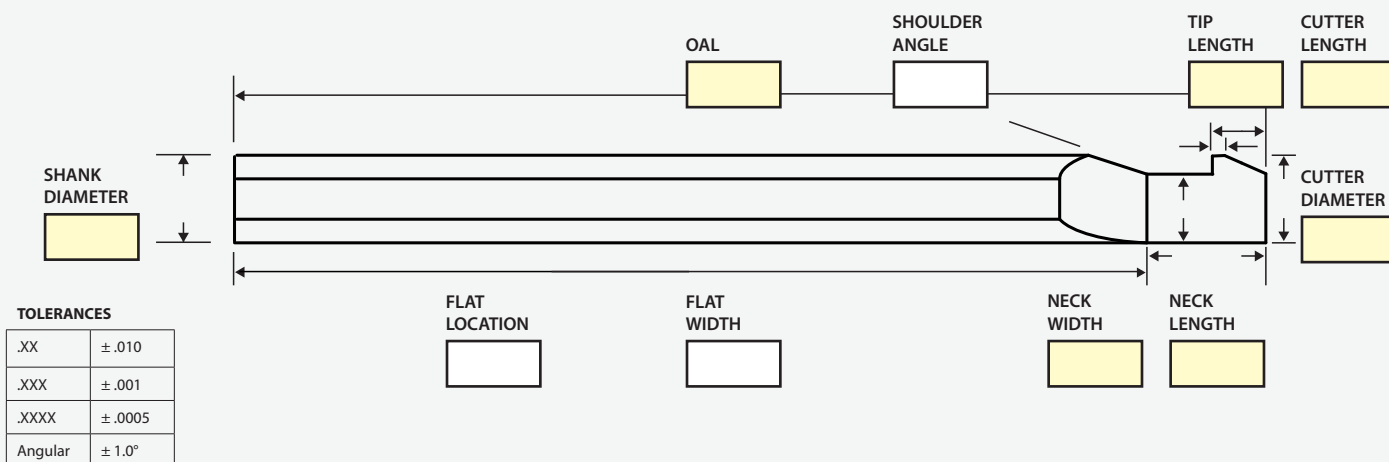 OAL
SHOULDER
ANGLE
TIP
LENGTH
CUTTER
LENGTH
SHANK
DIAMETER
CUTTER
DIAMETER
FLAT
LOCATION
FLAT
WIDTH
NECK
WIDTH
NECK
LENGTH
TOLERANCES
.XX ± .010
.XXX ± .001
.XXXX ± .0005
Angular ± 1.0°